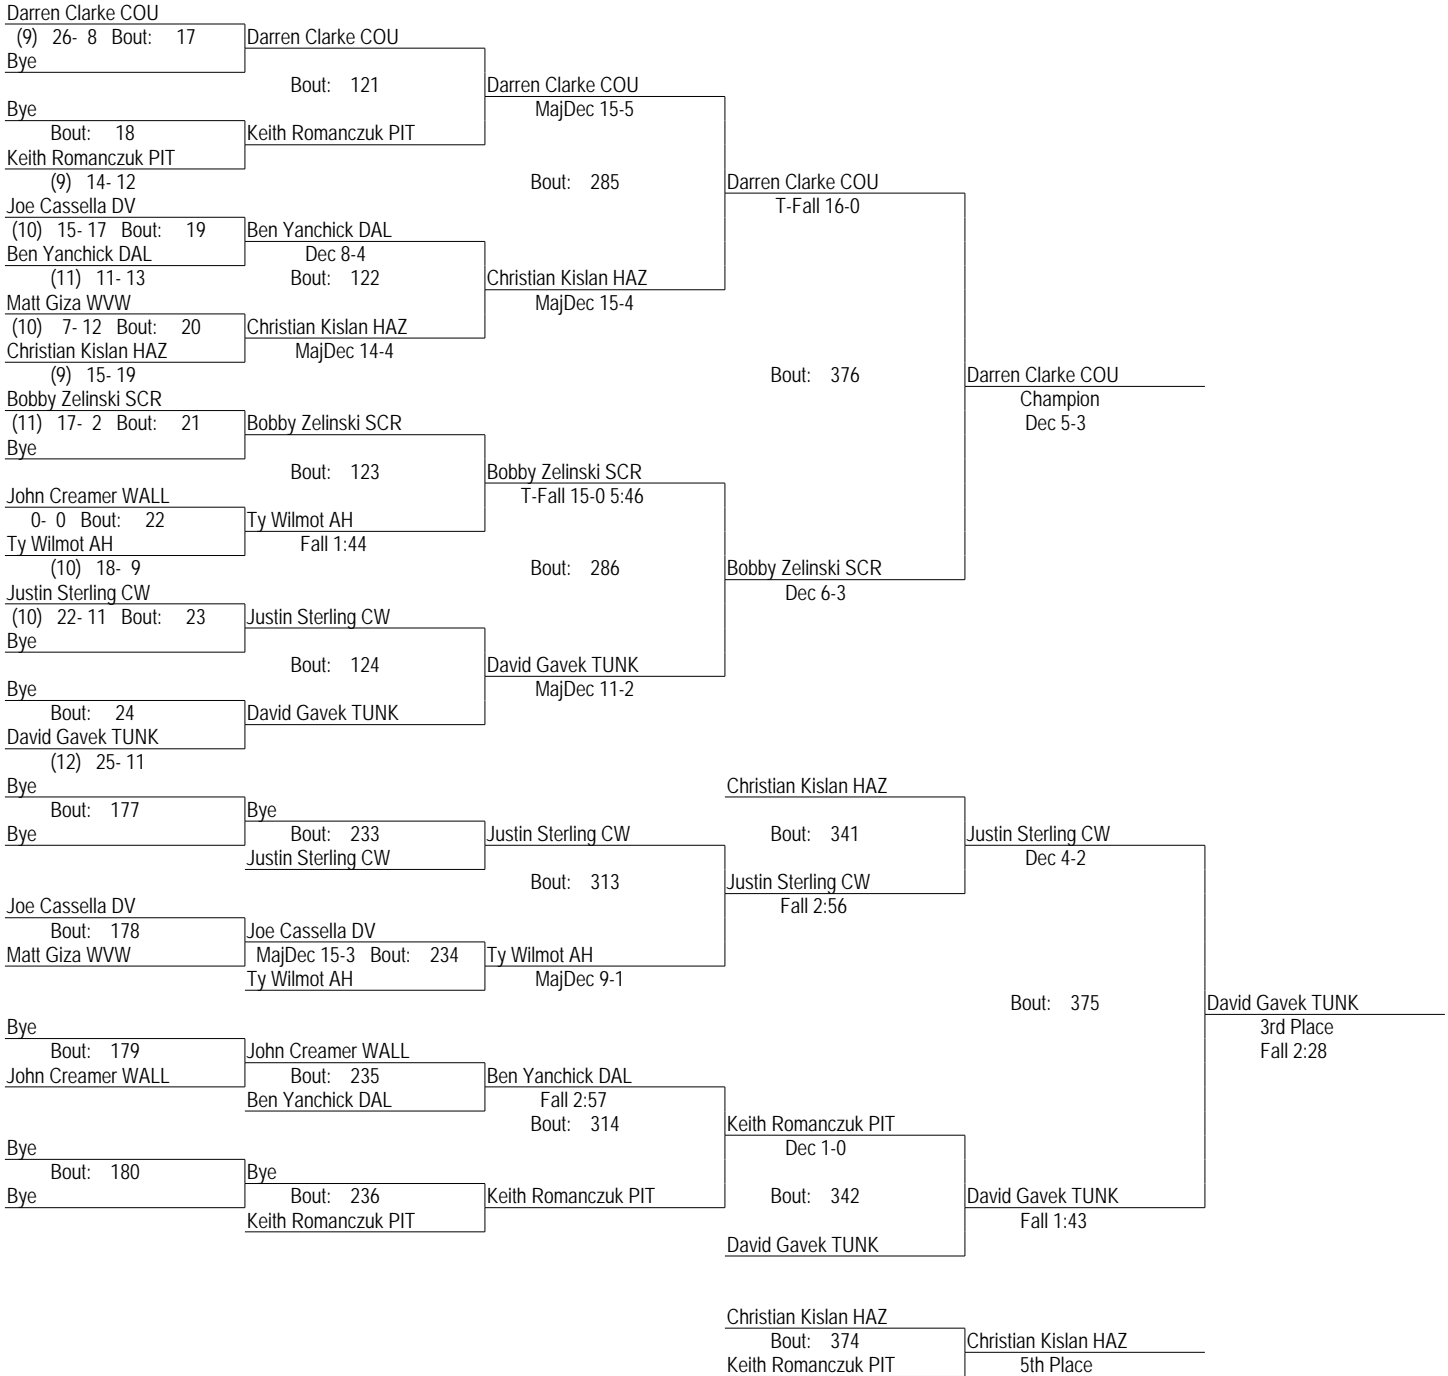 Darren Clarke COU
(9) 26- 8 Bout: 17 Darren Clarke COU
Bye
Bout: 121 Darren Clarke COU
Bye MajDec 15-5
Bout: 18 Keith Romanczuk PIT
Keith Romanczuk PIT
(9) 14- 12 Bout: 285 Darren Clarke COU
Joe Cassella DV T-Fall 16-0
(10) 15- 17 Bout: 19 Ben Yanchick DAL
Ben Yanchick DAL Dec 8-4
(11) 11- 13 Bout: 122 Christian Kislan HAZ
Matt Giza WVW MajDec 15-4
(10) 7- 12 Bout: 20 Christian Kislan HAZ
Christian Kislan HAZ MajDec 14-4
(9) 15- 19 Bout: 376 Darren Clarke COU
Bobby Zelinski SCR Champion
(11) 17- 2 Bout: 21 Bobby Zelinski SCR Dec 5-3
Bye
Bout: 123 Bobby Zelinski SCR
John Creamer WALL T-Fall 15-0 5:46
0- 0 Bout: 22 Ty Wilmot AH
Ty Wilmot AH Fall 1:44
(10) 18- 9 Bout: 286 Bobby Zelinski SCR
Justin Sterling CW Dec 6-3
(10) 22- 11 Bout: 23 Justin Sterling CW
Bye
Bout: 124 David Gavek TUNK
Bye MajDec 11-2
Bout: 24 David Gavek TUNK
David Gavek TUNK
(12) 25- 11
Bye Christian Kislan HAZ
Bout: 177 Bye
Bye Bout: 233 Justin Sterling CW Bout: 341 Justin Sterling CW
Justin Sterling CW Dec 4-2
Bout: 313 Justin Sterling CW
Joe Cassella DV Fall 2:56
Bout: 178 Joe Cassella DV
Matt Giza WVW MajDec 15-3 Bout: 234 Ty Wilmot AH
Ty Wilmot AH MajDec 9-1
Bout: 375 David Gavek TUNK
Bye 3rd Place
Bout: 179 John Creamer WALL Fall 2:28
John Creamer WALL Bout: 235 Ben Yanchick DAL
Ben Yanchick DAL Fall 2:57
Bout: 314 Keith Romanczuk PIT
Bye Dec 1-0
Bout: 180 Bye
Bye Bout: 236 Keith Romanczuk PIT Bout: 342 David Gavek TUNK
Keith Romanczuk PIT Fall 1:43
David Gavek TUNK
Christian Kislan HAZ
Bout: 374 Christian Kislan HAZ
Keith Romanczuk PIT 5th Place